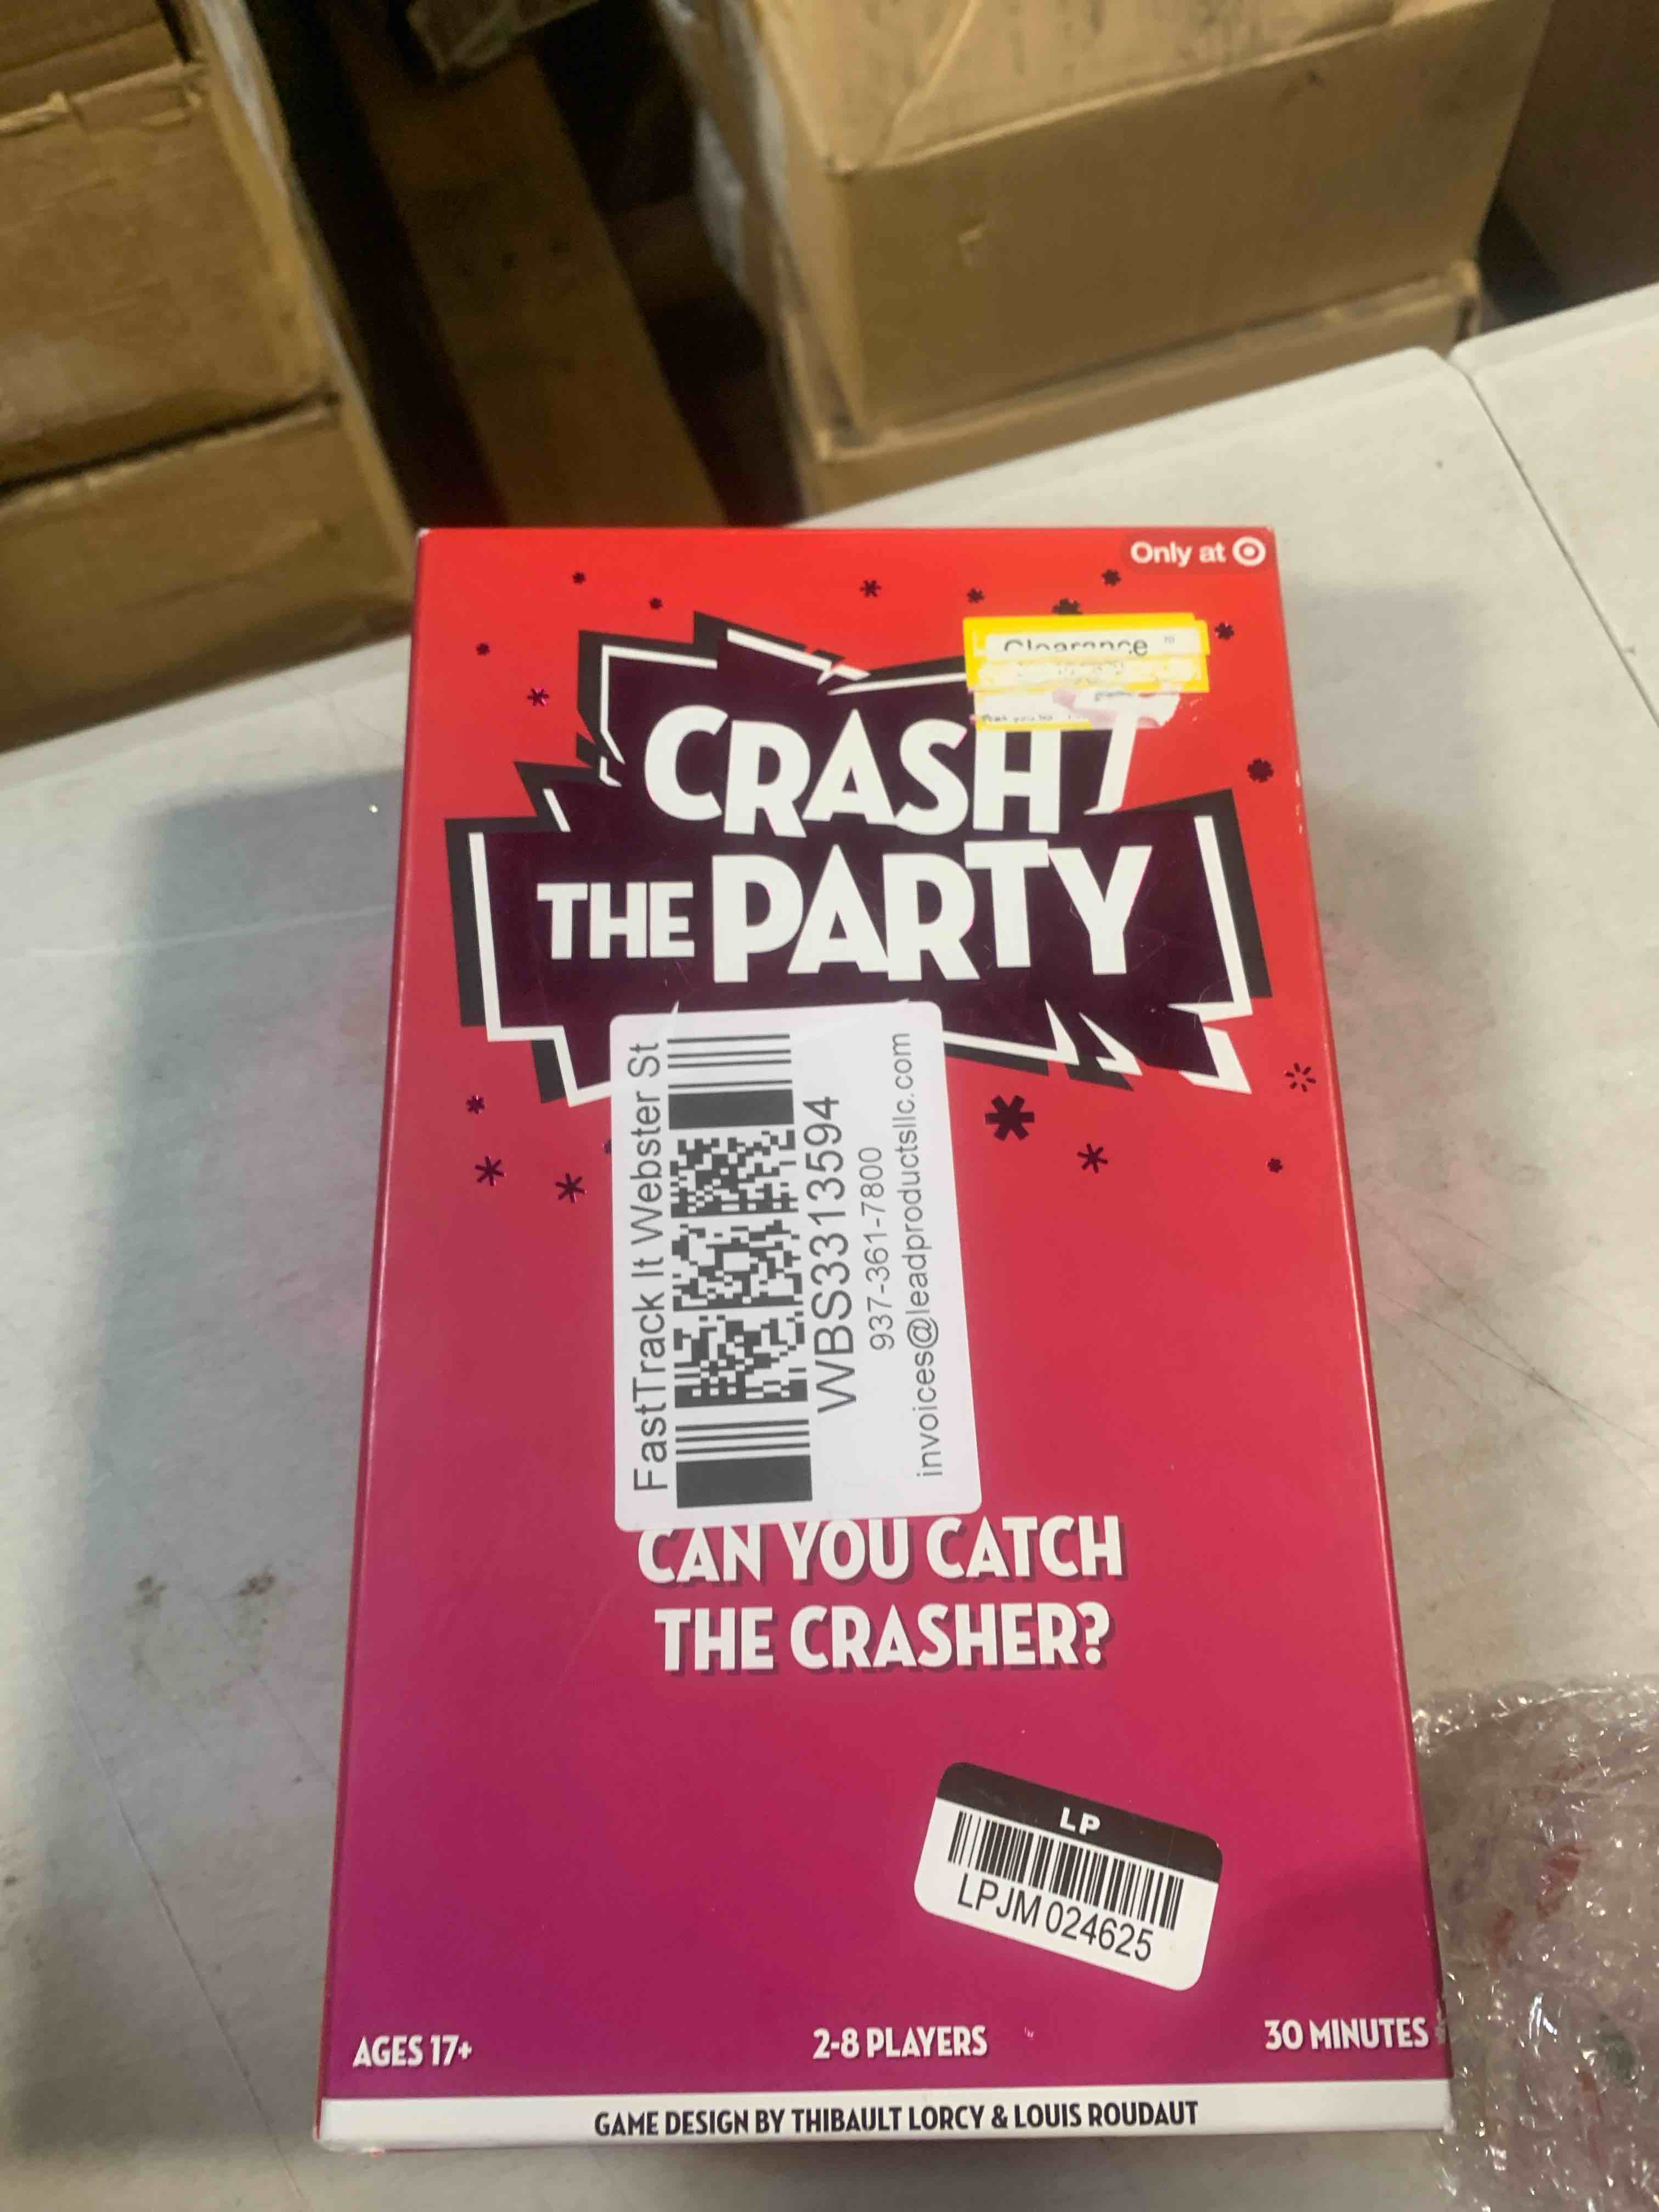 Only at
Clearance
CRASH
THE PARTY
FastTrack It Webster St
WBS3313594
937-361-7800
invoices@leadproductsllc.com
CAN YOU CATCH
THE CRASHER?
LP
LPJM 024625
AGES 17+
2-8 PLAYERS
30 MINUTES
GAME DESIGN BY THIBAULT LORCY & LOUIS ROUDAUT